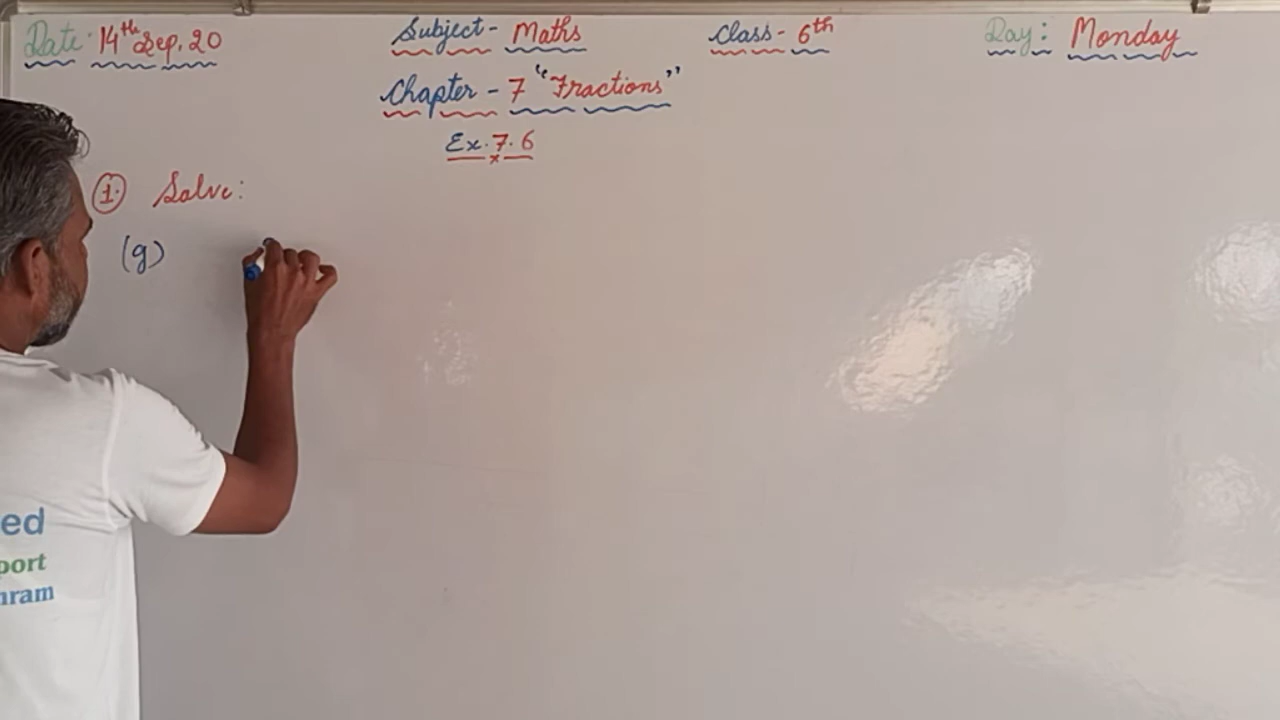 Date: 14th Sep. 20 Subject- Maths Class- 6th Day: Monday
Chapter - 7 "Fractions"
Ex. 7.6
1. Solve:
(g)
ed
port